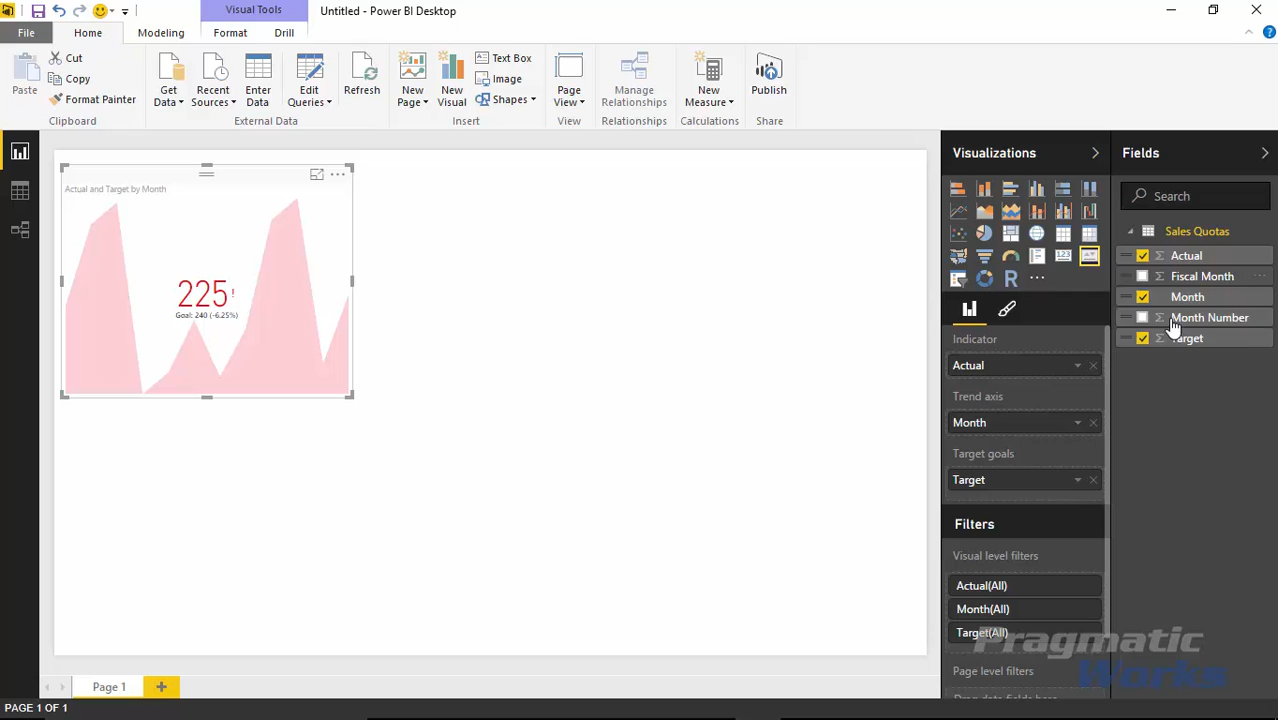 Visual Tools
Untitled - Power BI Desktop
File
Home
Modeling
Format
Drill
Paste
Cut
Copy
Format Painter
Clipboard
Get Data
Recent Sources
Enter Data
Edit Queries
Refresh
External Data
New Page
New Visual
Text Box
Image
Shapes
Insert
Page View
View
Manage Relationships
Relationships
New Measure
Calculations
Publish
Share
Actual and Target by Month
225!
Goal: 240 (-6.25%)
Visualizations
Indicator
Actual
Trend axis
Month
Target goals
Target
Filters
Visual level filters
Actual(All)
Month(All)
Target(All)
Page level filters
Drag data fields here
Fields
Search
Sales Quotas
Actual
Fiscal Month
Month
Month Number
Target
Pragmatic Works
Page 1
PAGE 1 OF 1